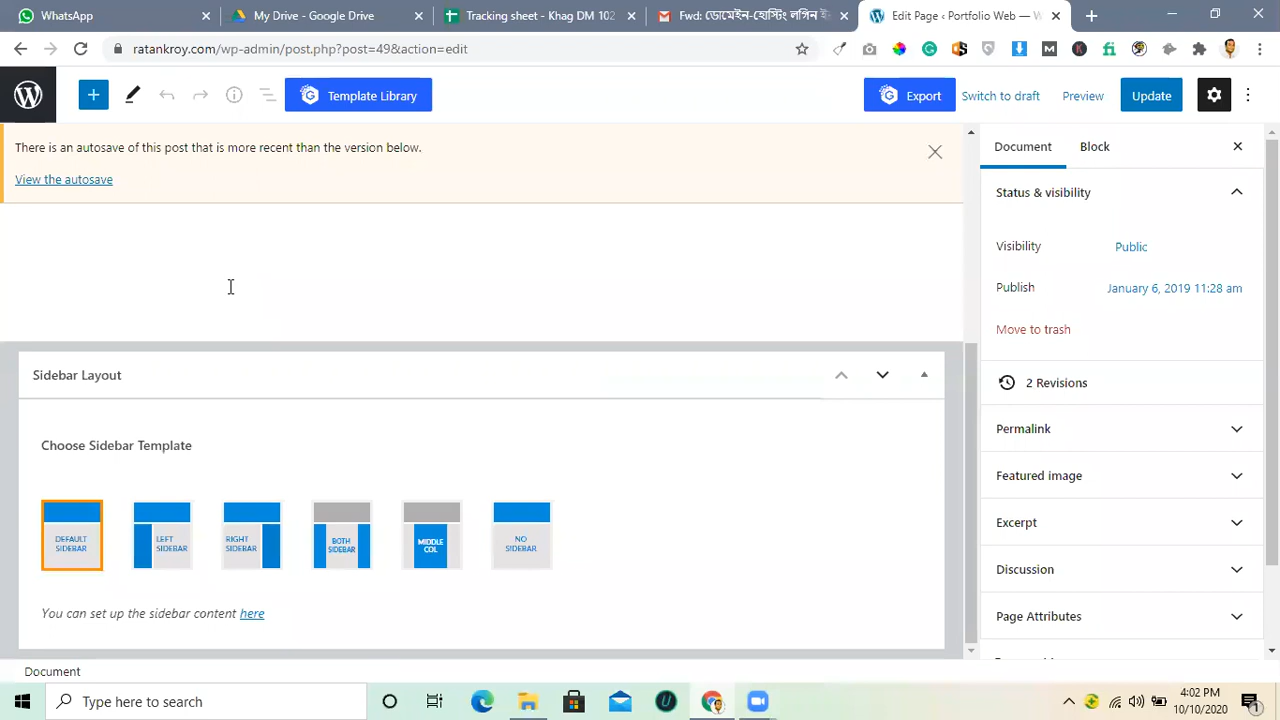 WhatsApp
My Drive - Google Drive
Tracking sheet - Khag DM 102
Fwd: ডোমেইন-হোস্টিং লগিন ই
Edit Page ‹ Portfolio Web —
ratankroy.com/wp-admin/post.php?post=49&action=edit
Template Library
Export
Switch to draft
Preview
Update
There is an autosave of this post that is more recent than the version below.
View the autosave
Document
Block
Status & visibility
Visibility
Public
Publish
January 6, 2019 11:28 am
Move to trash
2 Revisions
Permalink
Featured image
Excerpt
Discussion
Page Attributes
Sidebar Layout
Choose Sidebar Template
DEFAULT
SIDEBAR
LEFT
SIDEBAR
RIGHT
SIDEBAR
BOTH
SIDEBAR
MIDDLE
COL
NO
SIDEBAR
You can set up the sidebar content here
Document
Type here to search
4:02 PM
10/10/2020